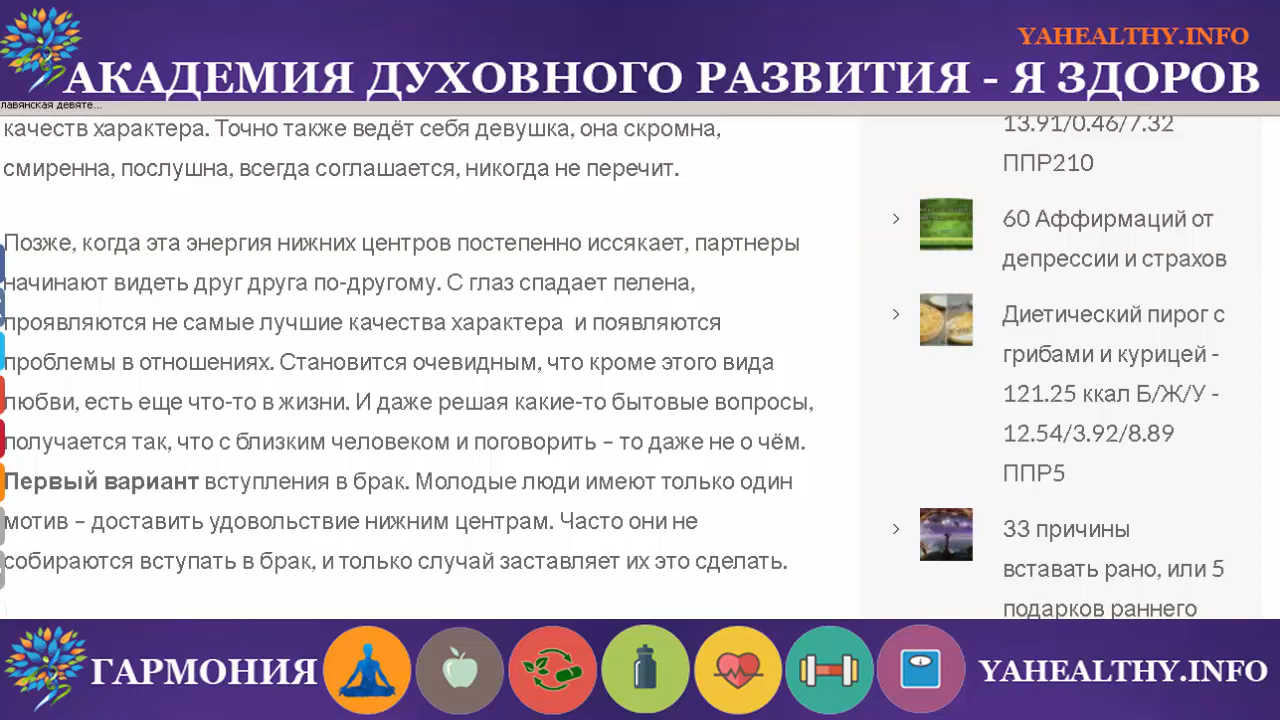 YAHEALTHY.INFO
АКАДЕМИЯ ДУХОВНОГО РАЗВИТИЯ - Я ЗДОРОВ
лавянская девяте...
качеств характера. Точно также ведёт себя девушка, она скромна,
смиренна, послушна, всегда соглашается, никогда не перечит.
Позже, когда эта энергия нижних центров постепенно иссякает, партнеры
начинают видеть друг друга по-другому. С глаз спадает пелена,
проявляются не самые лучшие качества характера  и появляются
проблемы в отношениях. Становится очевидным, что кроме этого вида
любви, есть еще что-то в жизни. И даже решая какие-то бытовые вопросы,
получается так, что с близким человеком и поговорить – то даже не о чём.
Первый вариант вступления в брак. Молодые люди имеют только один
мотив – доставить удовольствие нижним центрам. Часто они не
собираются вступать в брак, и только случай заставляет их это сделать.
13.91/0.46/7.32
ППР210
60 Аффирмаций от
депрессии и страхов
Диетический пирог с
грибами и курицей -
121.25 ккал Б/Ж/У -
12.54/3.92/8.89
ППР5
33 причины
вставать рано, или 5
подарков раннего
ГАРМОНИЯ
YAHEALTHY.INFO